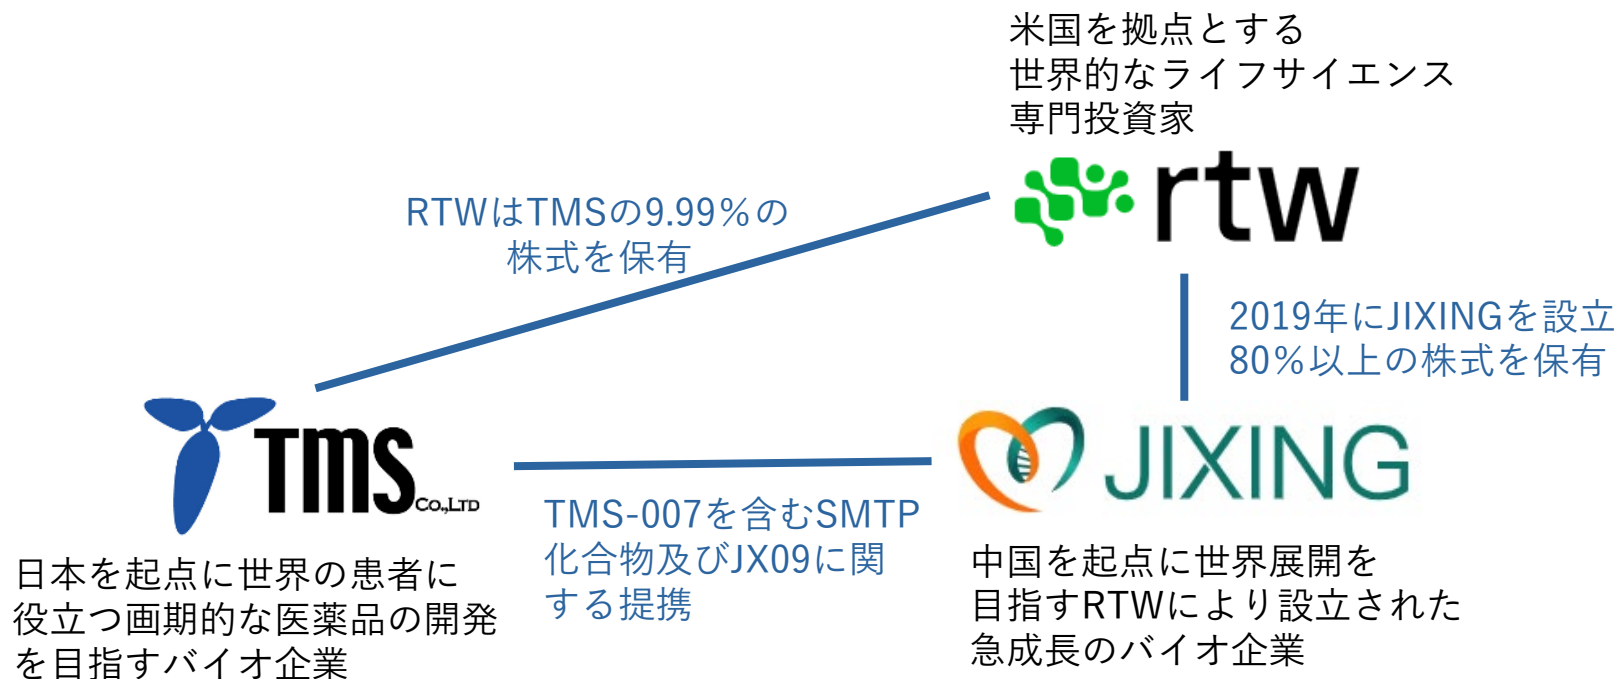 米国を拠点とする
世界的なライフサイエンス
専門投資家
rtw
RTWはTMSの9.99％の
株式を保有
2019年にJIXINGを設立
80％以上の株式を保有
TMS Co.,LTD
JIXING
TMS-007を含むSMTP
化合物及びJX09に関
する提携
日本を起点に世界の患者に
役立つ画期的な医薬品の開発
を目指すバイオ企業
中国を起点に世界展開を
目指すRTWにより設立された
急成長のバイオ企業